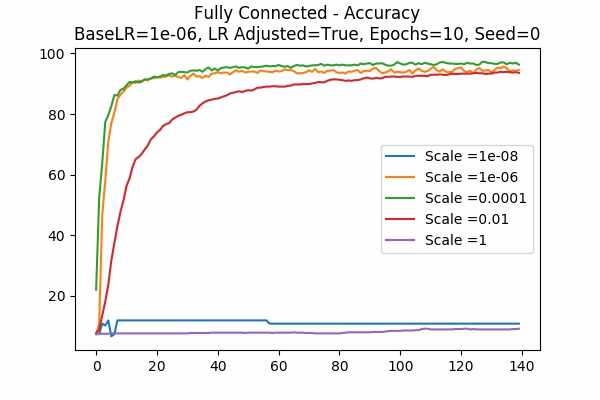 Fully Connected - Accuracy
BaseLR=1e-06, LR Adjusted=True, Epochs=10, Seed=0
100
80
60
40
20
Scale =1e-08
Scale =1e-06
Scale =0.0001
Scale =0.01
Scale =1
0 20 40 60 80 100 120 140